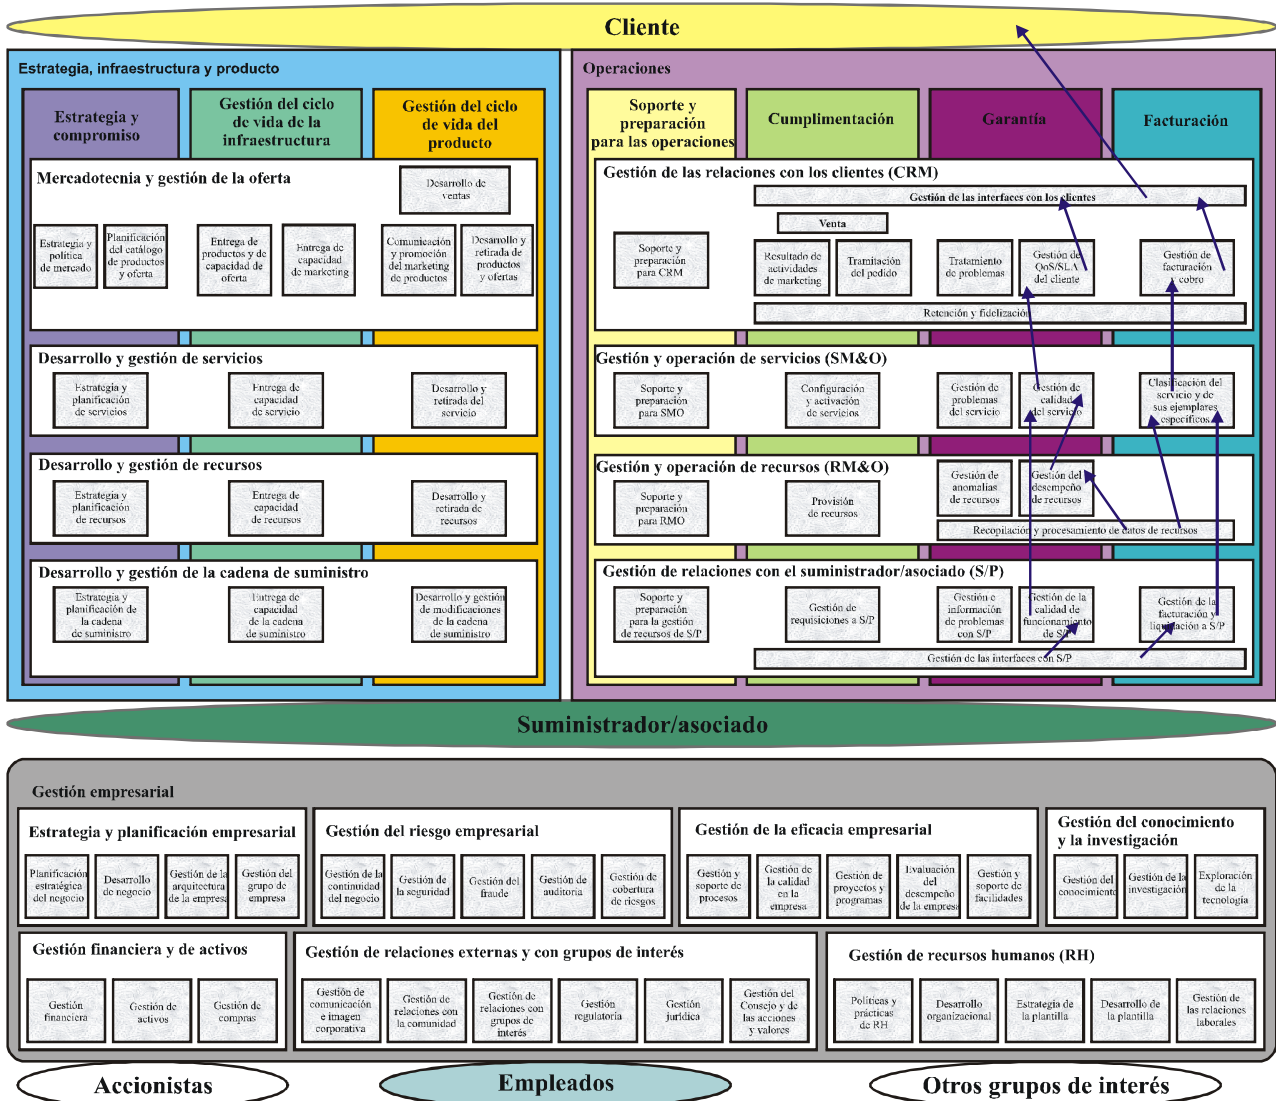 Cliente
Estrategia, infraestructura y producto
Estrategia y
compromiso
Gestión del ciclo
de vida de la
infraestructura
Gestión del ciclo
de vida del
producto
Mercadotecnia y gestión de la oferta
Desarrollo de
ventas
Estrategia y
política
de mercado
Planificación
del catálogo
de productos
y oferta
Entrega de
productos y de
capacidad de
oferta
Entrega de
capacidad
de marketing
Comunicación
y promoción
del marketing
de productos
Desarrollo y
retirada de
productos
y ofertas
Desarrollo y gestión de servicios
Estrategia y
planificación
de servicios
Entrega de
capacidad
de servicio
Desarrollo y
retirada del
servicio
Desarrollo y gestión de recursos
Estrategia y
planificación
de recursos
Entrega de
capacidad
de recursos
Desarrollo y
retirada de
recursos
Desarrollo y gestión de la cadena de suministro
Estrategia y
planificación de
la cadena
de suministro
Entrega de
capacidad
de la cadena
de suministro
Desarrollo y gestión
de modificaciones
de la cadena
de suministro
Operaciones
Soporte y
preparación
para las operaciones
Cumplimentación
Garantía
Facturación
Gestión de las relaciones con los clientes (CRM)
Gestión de las interfaces con los clientes
Venta
Soporte y
preparación
para CRM
Resultado de
actividades
de marketing
Tramitación
del pedido
Tratamiento
de problemas
Gestión de
QoS/SLA
del cliente
Gestión de
facturación
y cobro
Retención y fidelización
Gestión y operación de servicios (SM&O)
Soporte y
preparación
para SMO
Configuración
y activación
de servicios
Gestión de
problemas
del servicio
Gestión de
calidad
del servicio
Clasificación del
servicio y de
sus ejemplares
específicos
Gestión y operación de recursos (RM&O)
Soporte y
preparación
para RMO
Provisión
de recursos
Gestión de
anomalias
de recursos
Gestión del
desempeño
de recursos
Recopilación y procesamiento de datos de recursos
Gestión de relaciones con el suministrador/asociado (S/P)
Soporte y
preparación
para la gestión
de recursos de S/P
Gestión de
requisiciones a S/P
Gestión e
información
de problemas
con S/P
Gestión de la
calidad de
funcionamiento
de S/P
Gestión de la
facturación y
liquidación a S/P
Gestión de las interfaces con S/P
Suministrador/asociado
Gestión empresarial
Estrategia y planificación empresarial
Planificación
estratégica
del negocio
Desarrollo
de negocio
Gestión de la
arquitectura
de la empresa
Gestión del
grupo de
empresa
Gestión del riesgo empresarial
Gestión de la
continuidad
del negocio
Gestión de
la seguridad
Gestión del
fraude
Gestión de
auditoria
Gestión de
cobertura
de riesgos
Gestión de la eficacia empresarial
Gestión y
soporte de
procesos
Gestión de
la calidad
en la
empresa
Gestión de
proyectos y
programas
Evaluación
del
desempeño
de la empresa
Gestión y
soporte de
facilidades
Gestión del conocimiento
y la investigación
Gestión del
conocimiento
Gestión de la
investigación
Exploración
de la
tecnología
Gestión financiera y de activos
Gestión
financiera
Gestión de
activos
Gestión de
compras
Gestión de relaciones externas y con grupos de interés
Gestión de
comunicación
e imagen
corporativa
Gestión de
relaciones con
la comunidad
Gestión de
relaciones con
grupos de
interés
Gestión
regulatoria
Gestión
jurídica
Gestión del
Consejo y de
las acciones
y valores
Gestión de recursos humanos (RH)
Políticas y
prácticas
de RH
Desarrollo
organizacional
Estrategia de
la plantilla
Desarrollo de
la plantilla
Gestión de
las relaciones
laborales
Accionistas
Empleados
Otros grupos de interés